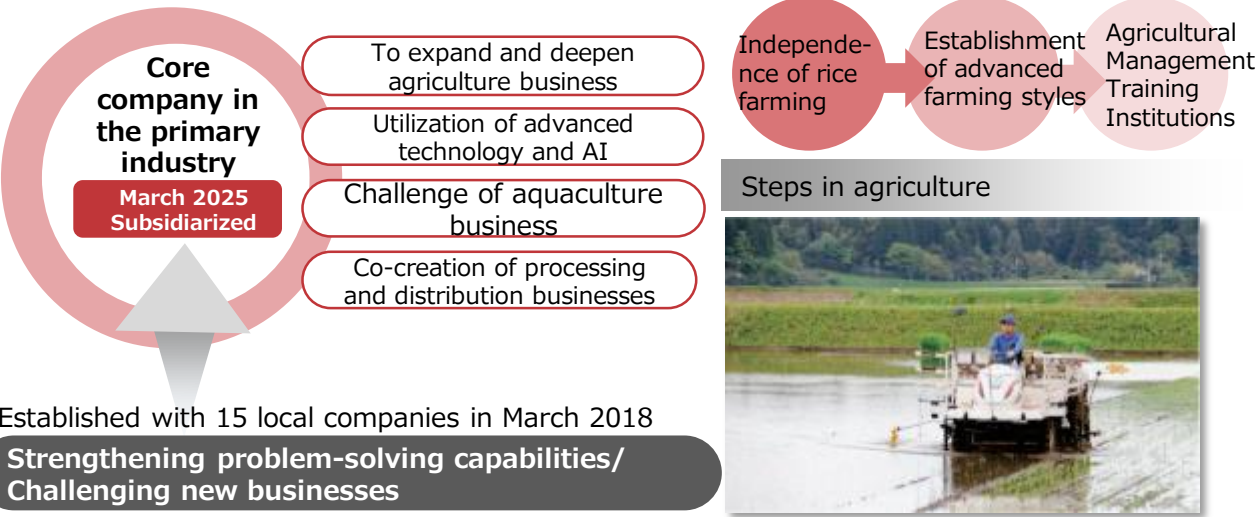 Core
company in
the primary
industry
March 2025
Subsidiarized
To expand and deepen
agriculture business
Utilization of advanced
technology and AI
Challenge of aquaculture
business
Co-creation of processing
and distribution businesses
Established with 15 local companies in March 2018
Strengthening problem-solving capabilities/
Challenging new businesses
Independe-
nce of rice
farming
Establishment
of advanced
farming styles
Agricultural
Management
Training
Institutions
Steps in agriculture